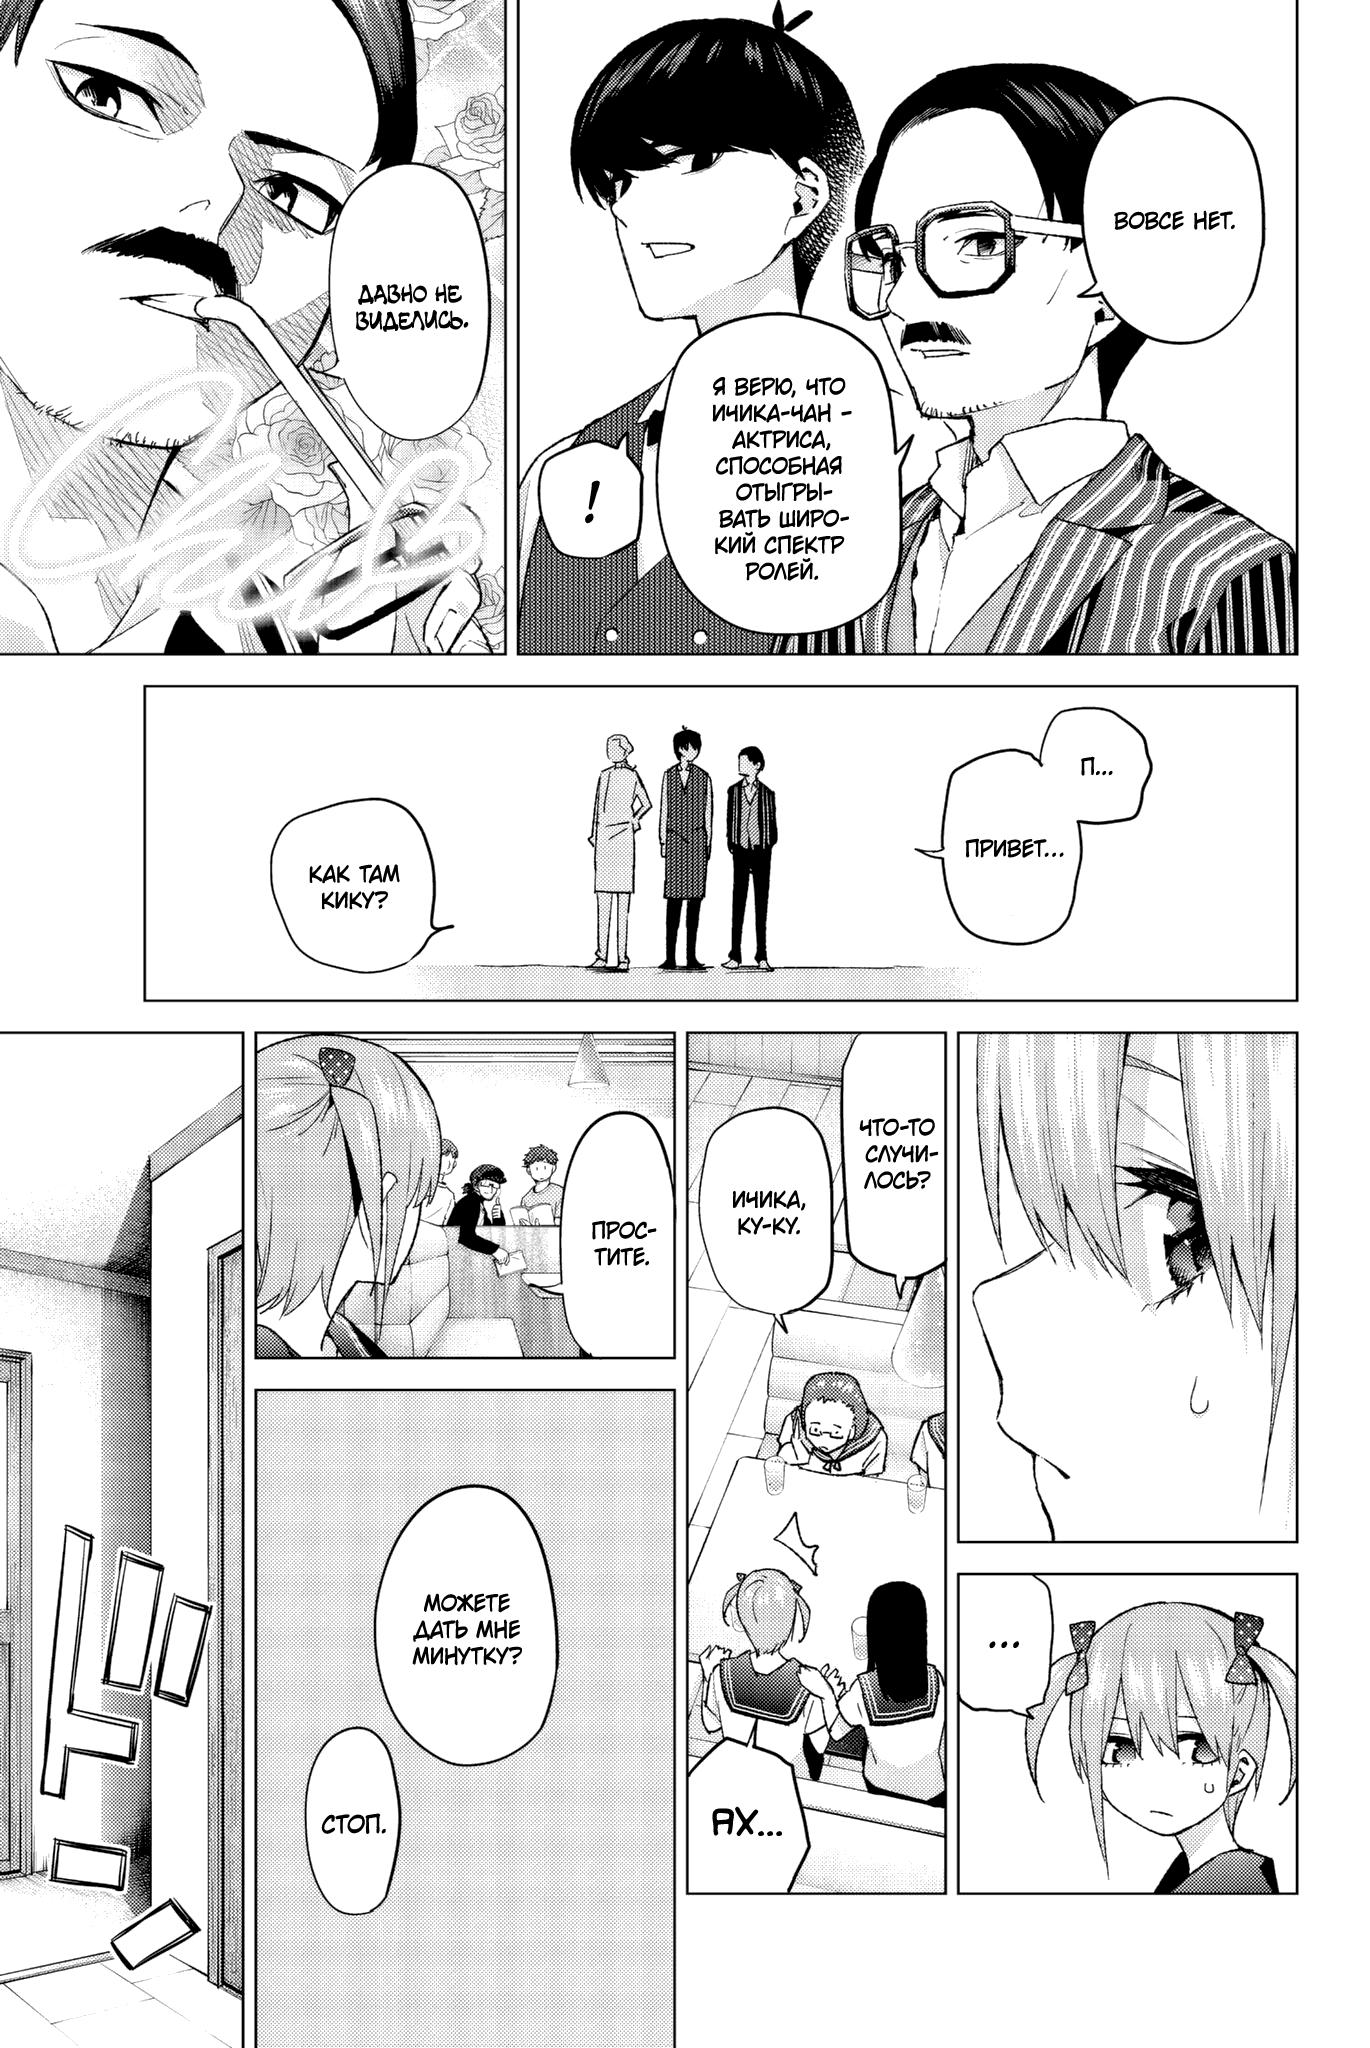 ВОВСЕ НЕТ.
Я ВЕРЮ, ЧТО
ИЧИКА-ЧАН -
АКТРИСА,
СПОСОБНАЯ
ОТЫГРЫ-
ВАТЬ ШИРО-
КИЙ СПЕКТР
РОЛЕЙ.
!
ДАВНО НЕ
ВИДЕЛИСЬ.
П...
ПРИВЕТ...
КАК ТАМ
КИКУ?
...
ЧТО-ТО
СЛУЧИ-
ЛОСЬ?
ИЧИКА,
КУ-КУ.
АХ...
ПРОС-
ТИТЕ.
МОЖЕТЕ
ДАТЬ МНЕ
МИНУТКУ?
СТОП.